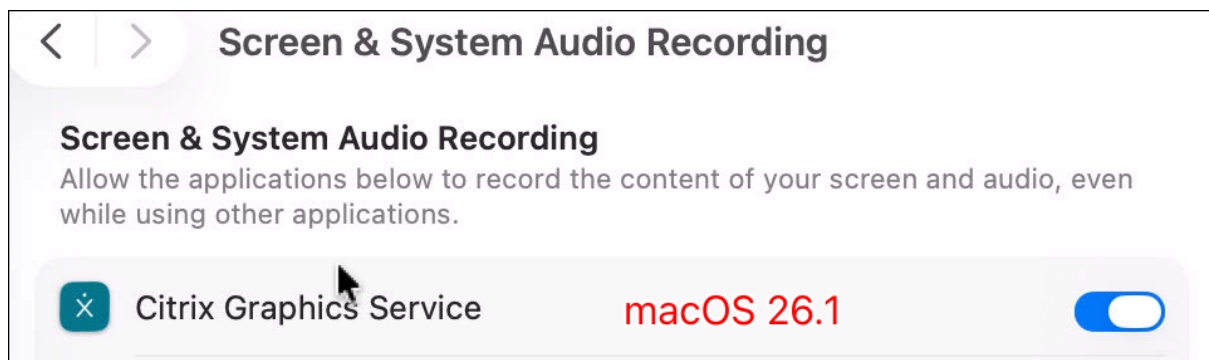 Screen & System Audio Recording
Screen & System Audio Recording
Allow the applications below to record the content of your screen and audio, even
while using other applications.
Citrix Graphics Service macOS 26.1